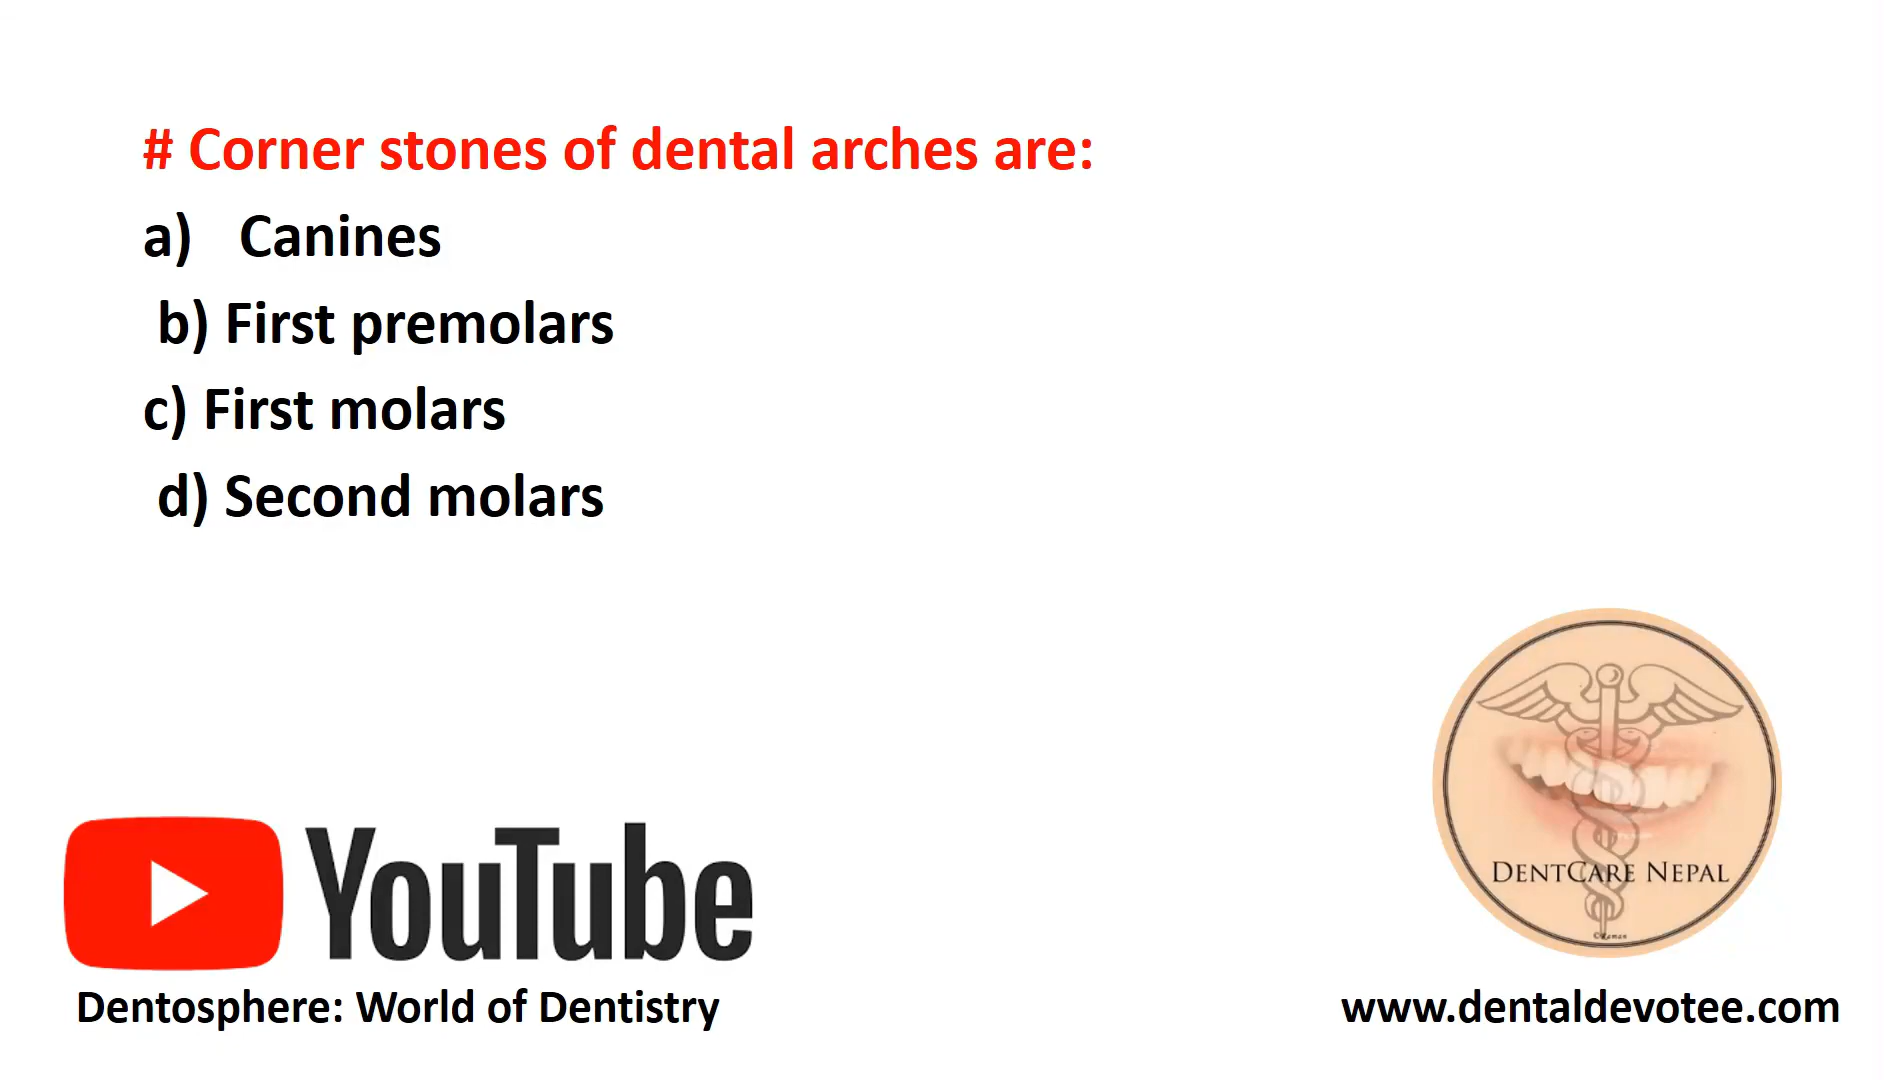 # Corner stones of dental arches are:
a) Canines
b) First premolars
c) First molars
d) Second molars
DENTCARE NEPAL
YouTube
Dentosphere: World of Dentistry
www.dentaldevotee.com